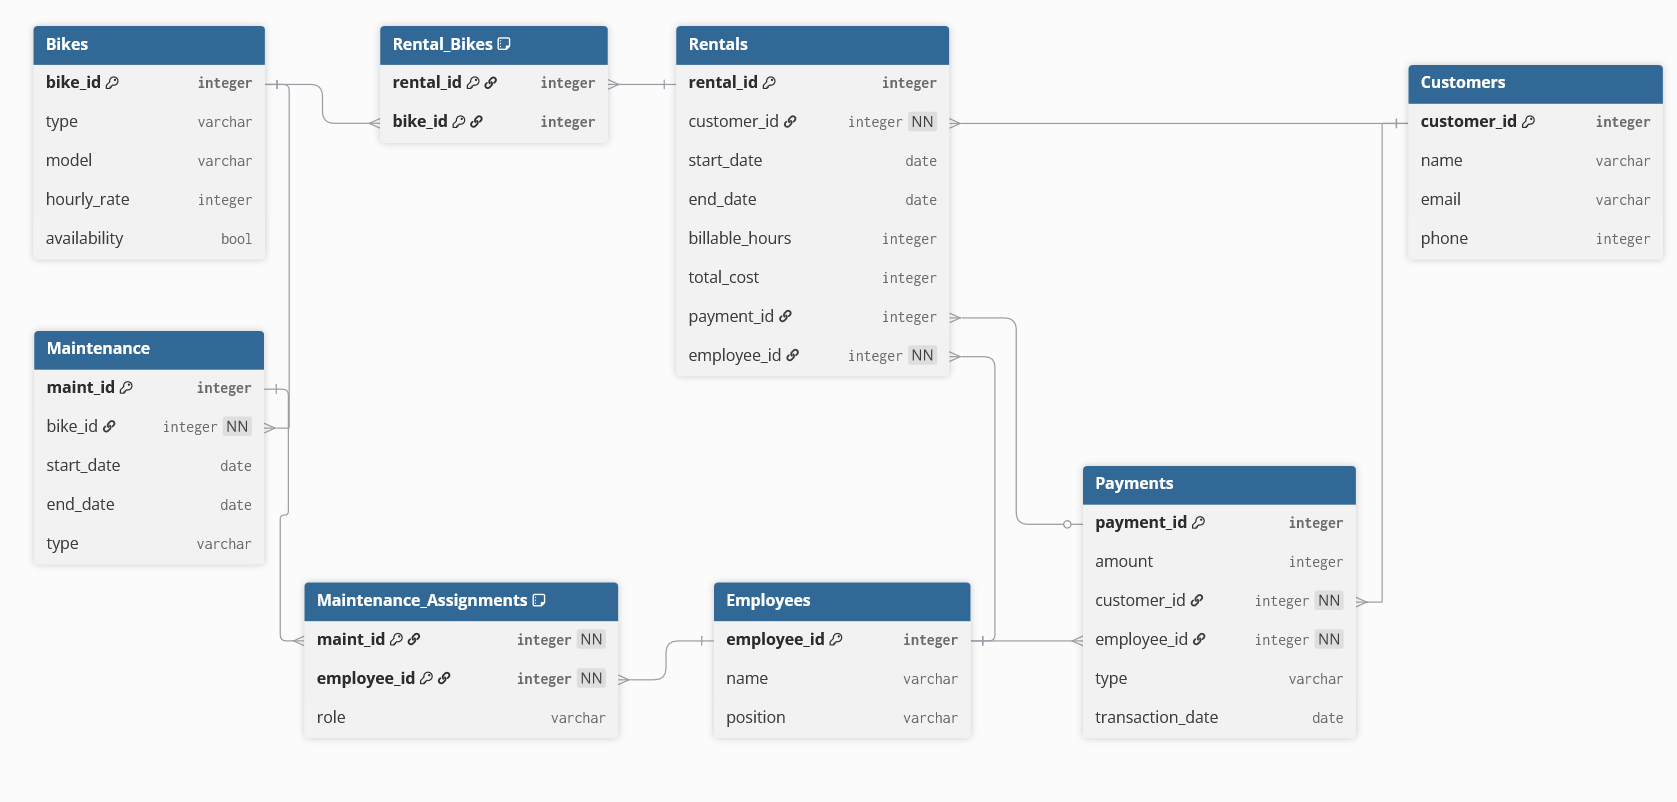 Bikes
bike_id integer
type varchar
model varchar
hourly_rate integer
availability bool
Rental_Bikes
rental_id integer
bike_id integer
Rentals
rental_id integer
customer_id integer NN
start_date date
end_date date
billable_hours integer
total_cost integer
payment_id integer
employee_id integer NN
Customers
customer_id integer
name varchar
email varchar
phone integer
Maintenance
maint_id integer
bike_id integer NN
start_date date
end_date date
type varchar
Maintenance_Assignments
maint_id integer NN
employee_id integer NN
role varchar
Employees
employee_id integer
name varchar
position varchar
Payments
payment_id integer
amount integer
customer_id integer NN
employee_id integer NN
type varchar
transaction_date date